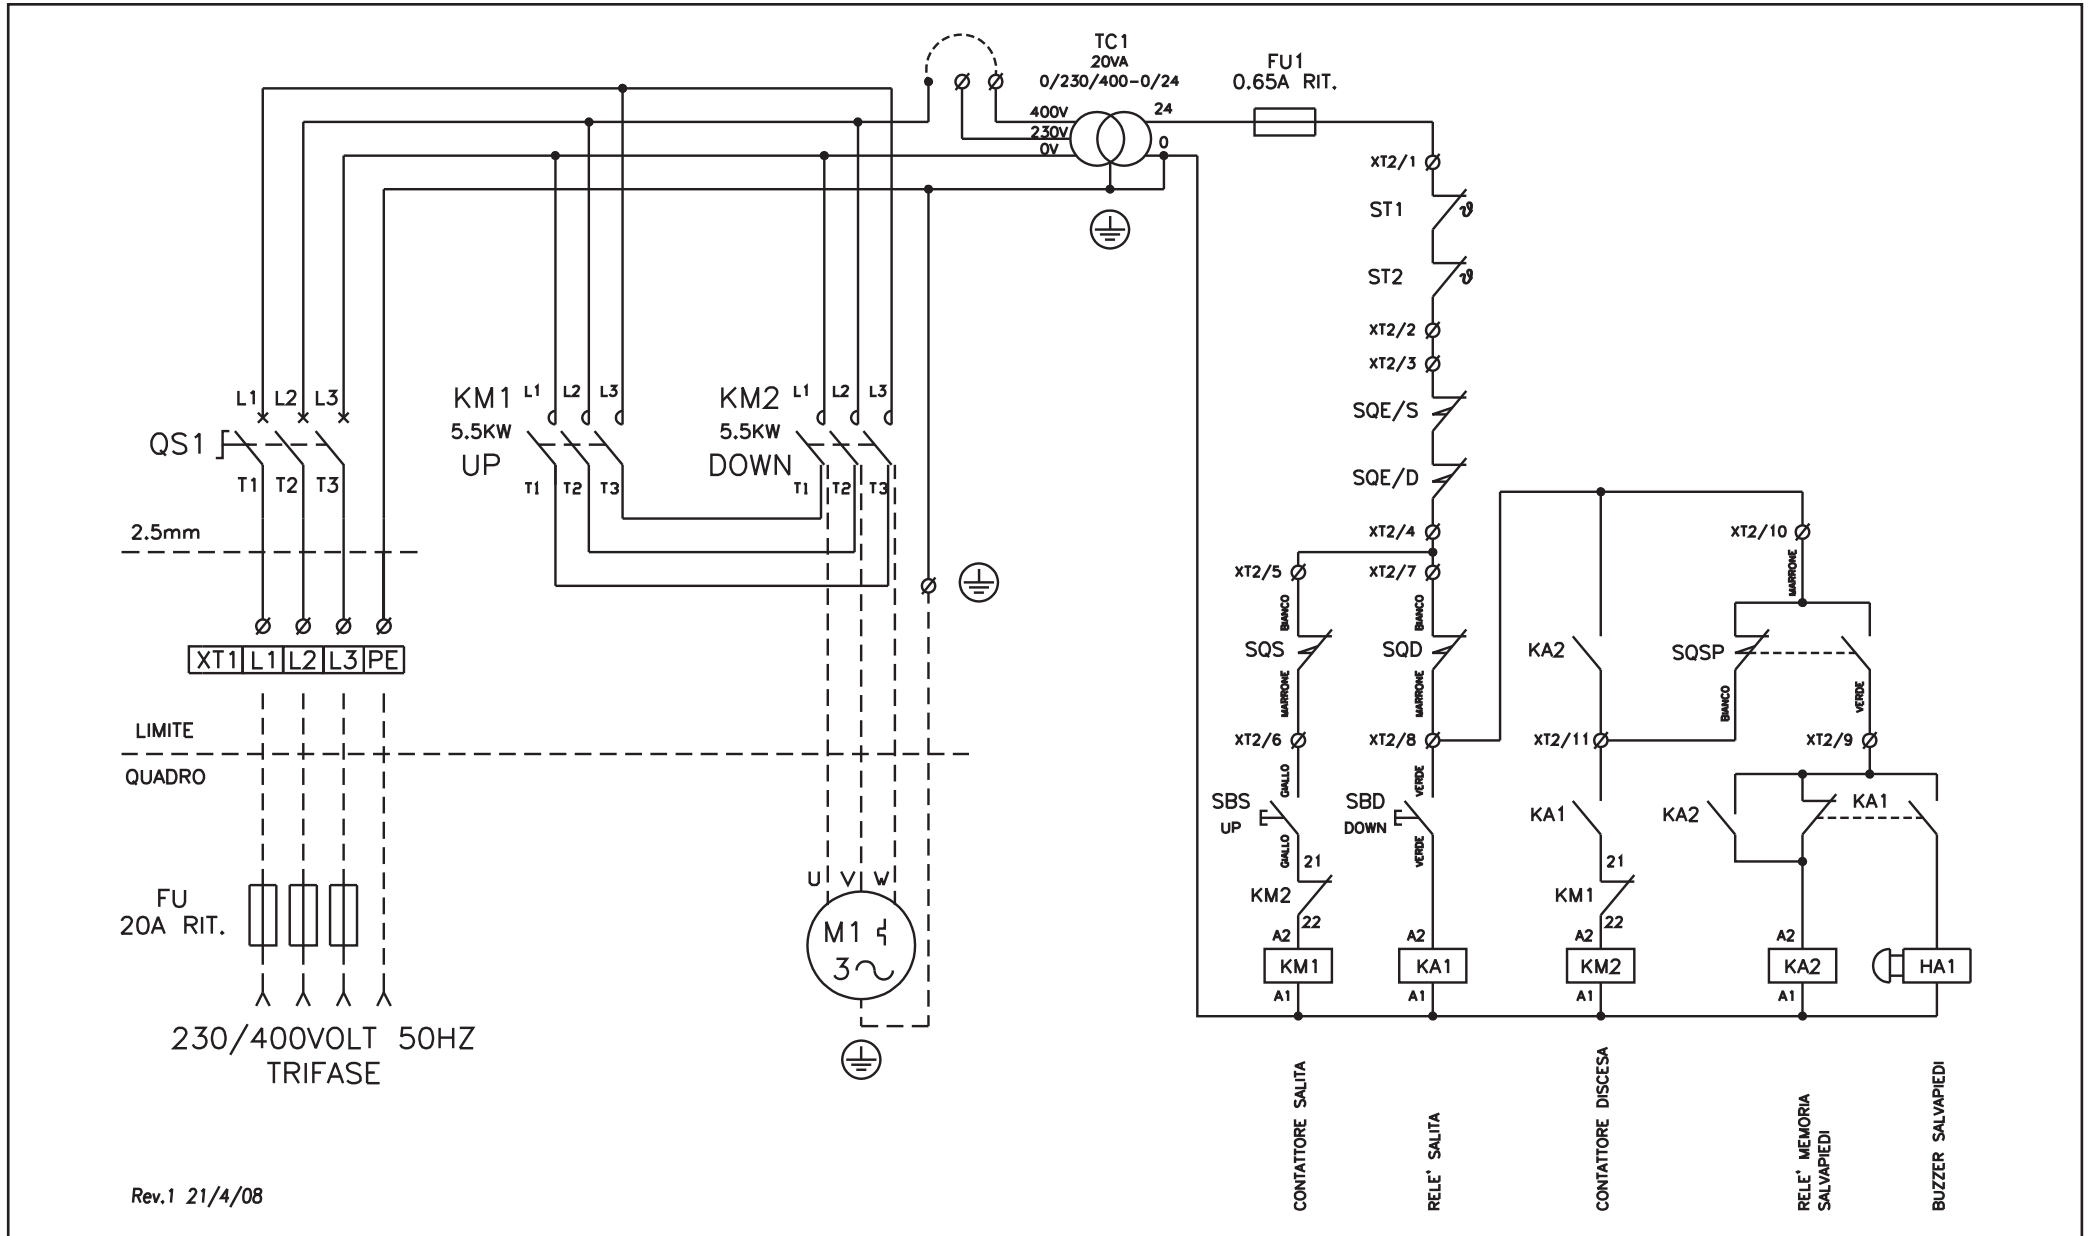 TC1
20VA
0/230/400-0/24
FU1
0.65A RIT.
400V
230V
0V
24
0
XT2/1
ST1
ϑ
ST2
ϑ
XT2/2
XT2/3
SQE/S
SQE/D
XT2/4
L1 L2 L3
QS1
T1 T2 T3
KM1
5.5KW
UP
L1 L2 L3
T1 T2 T3
KM2
5.5KW
DOWN
L1 L2 L3
T1 T2 T3
2.5mm
XT1 L1 L2 L3 PE
LIMITE
QUADRO
FU
20A RIT.
230/400VOLT 50HZ
TRIFASE
U V W
M1
3
XT2/5
BIANCO
SQS
MARRONE
XT2/6
GIALLO
SBS
UP
GIALLO
21
KM2
22
A2
KM1
A1
XT2/7
BIANCO
SQD
MARRONE
XT2/8
VERDE
SBD
DOWN
VERDE
A2
KA1
A1
KA2
XT2/11
KA1
21
KM1
22
A2
KM2
A1
XT2/10
MARRONE
SQSP
BIANCO
VERDE
XT2/9
KA2
KA1
A2
KA2
A1
HA1
CONTATTORE SALITA
RELE' SALITA
CONTATTORE DISCESA
RELE' MEMORIA
SALVAPIEDI
BUZZER SALVAPIEDI
Rev.1 21/4/08